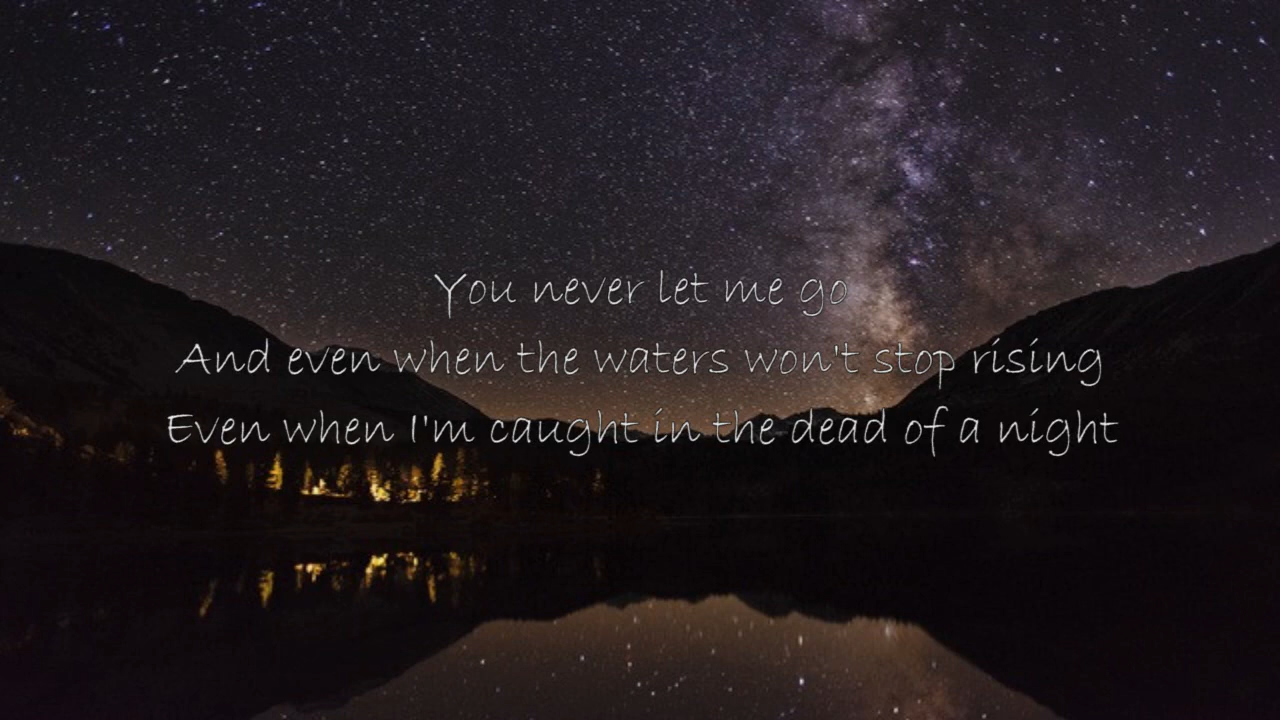 You never let me go
And even when the waters won't stop rising
Even when I'm caught in the dead of a night